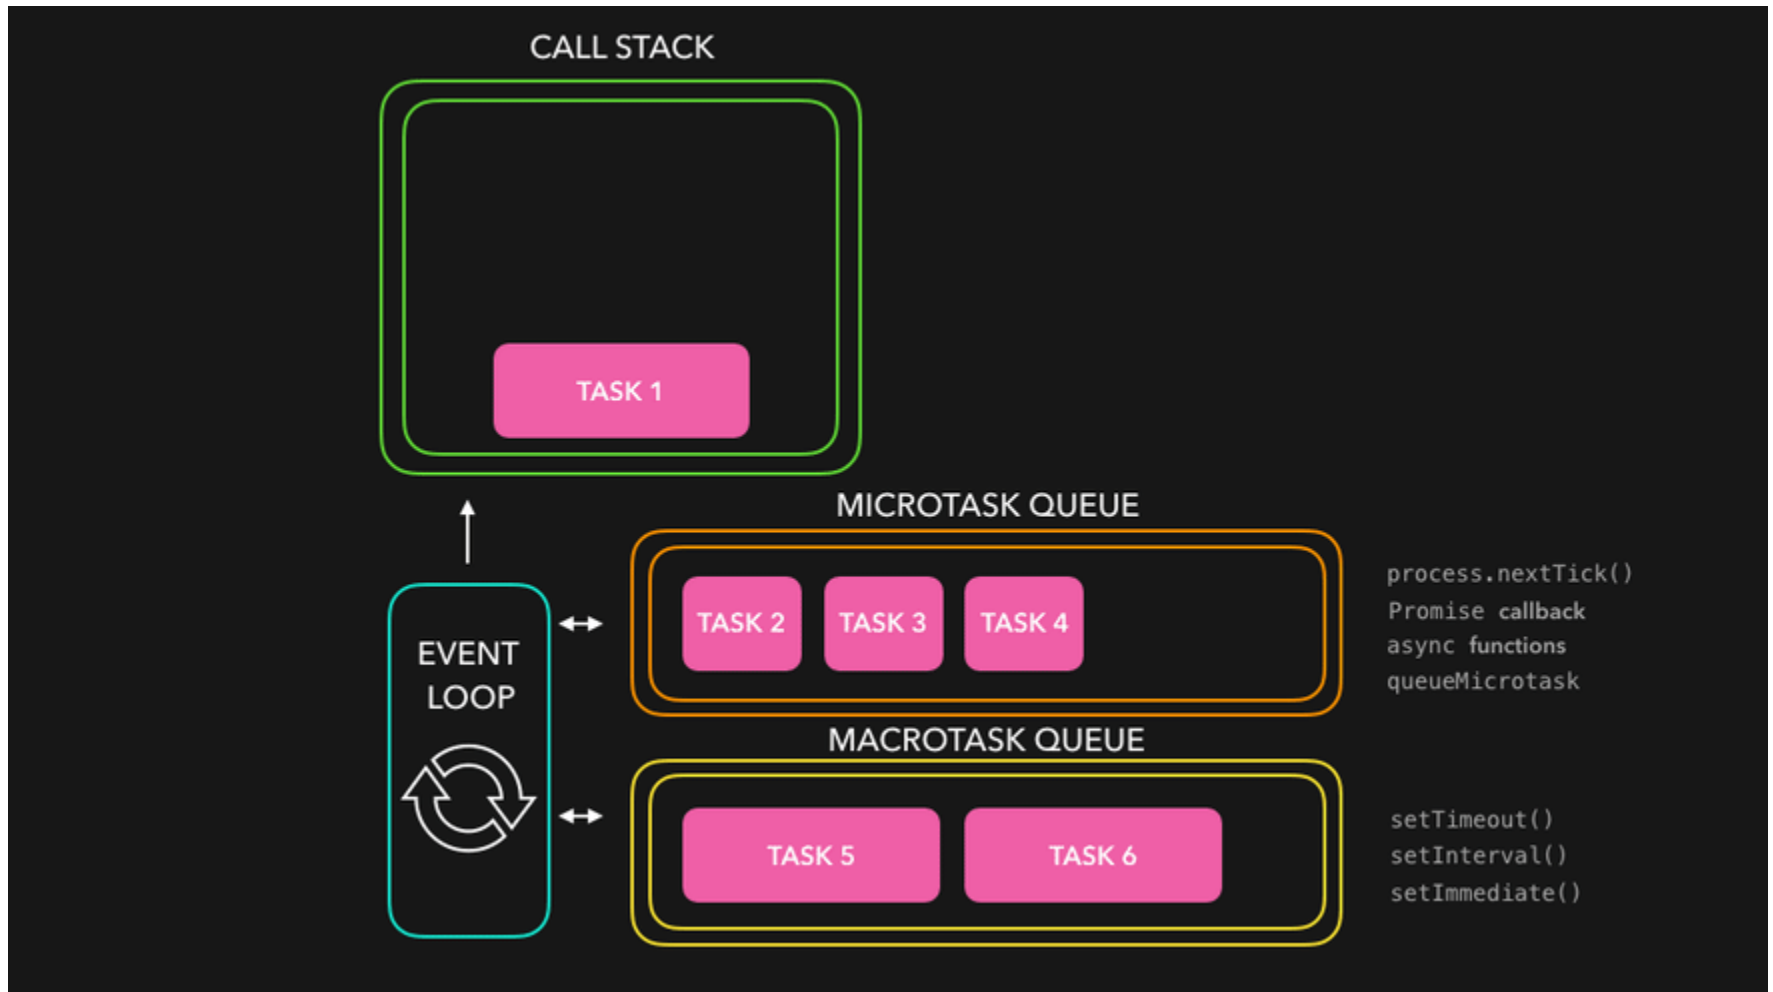 CALL STACK
TASK 1
MICROTASK QUEUE
TASK 2 TASK 3 TASK 4
process.nextTick()
Promise callback
async functions
queueMicrotask
EVENT
LOOP
MACROTASK QUEUE
TASK 5 TASK 6
setTimeout()
setInterval()
setImmediate()